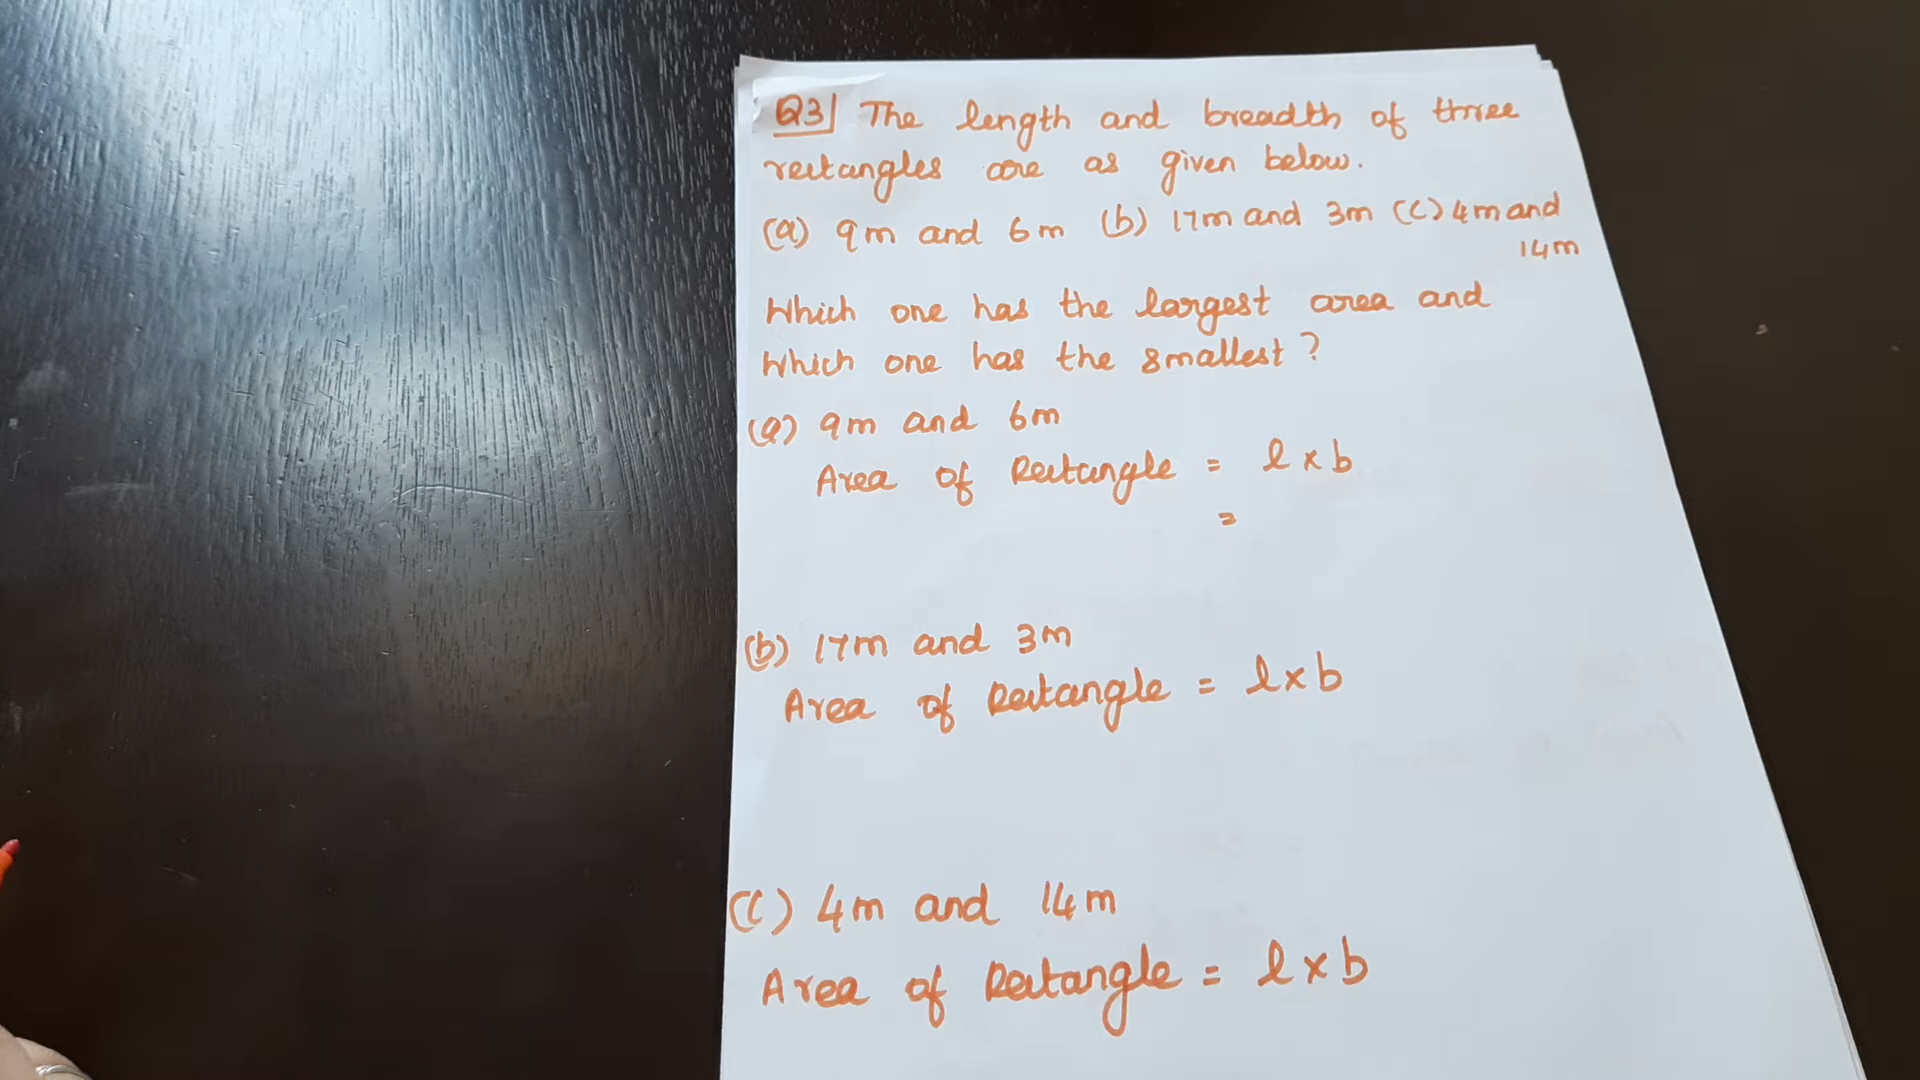 Q3| The length and breadth of three
rectangles are as given below.
(a) 9m and 6m (b) 17m and 3m (c) 4m and
14m
Which one has the largest area and
Which one has the smallest?
(a) 9m and 6m
Area of Rectangle = l x b
=
(b) 17m and 3m
Area of Rectangle = l x b
(c) 4m and 14m
Area of Rectangle = l x b